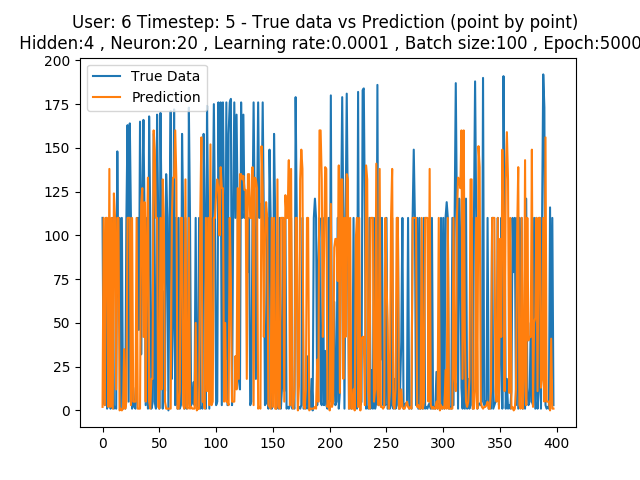 User: 6 Timestep: 5 - True data vs Prediction (point by point)
Hidden:4 , Neuron:20 , Learning rate:0.0001 , Batch size:100 , Epoch:5000
True Data
Prediction
200
175
150
125
100
75
50
25
0
0 50 100 150 200 250 300 350 400